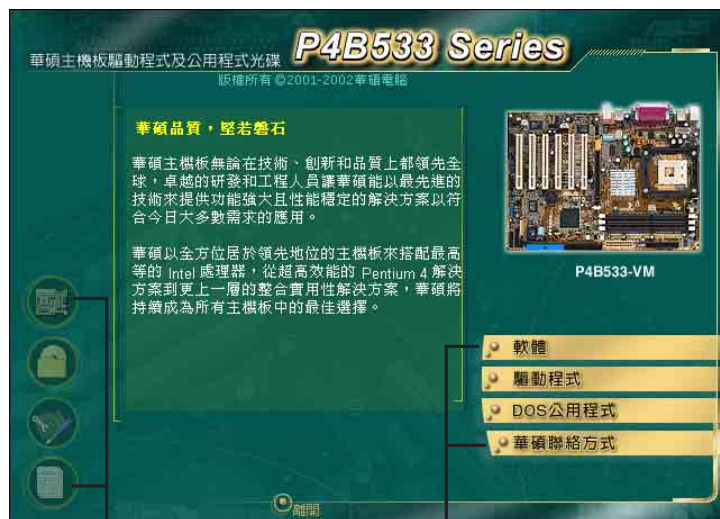 華碩主機板驅動程式及公用程式光碟 P4B533 Series
版權所有©2001-2002華碩電腦
華碩品質，堅若磐石
華碩主機板無論在技術、創新和品質上都領先全
球，卓越的研發和工程人員讓華碩能以最先進的
技術來提供功能強大且性能穩定的解決方案以符
合今日大多數需求的應用。
華碩以全方位居於領先地位的主機板來搭配最高
等的 Intel 處理器，從超高效能的 Pentium 4 解決
方案到更上一層的整合實用性解決方案，華碩將
持續成為所有主機板中的最佳選擇。
P4B533-VM
軟體
驅動程式
DOS公用程式
華碩聯絡方式
離開